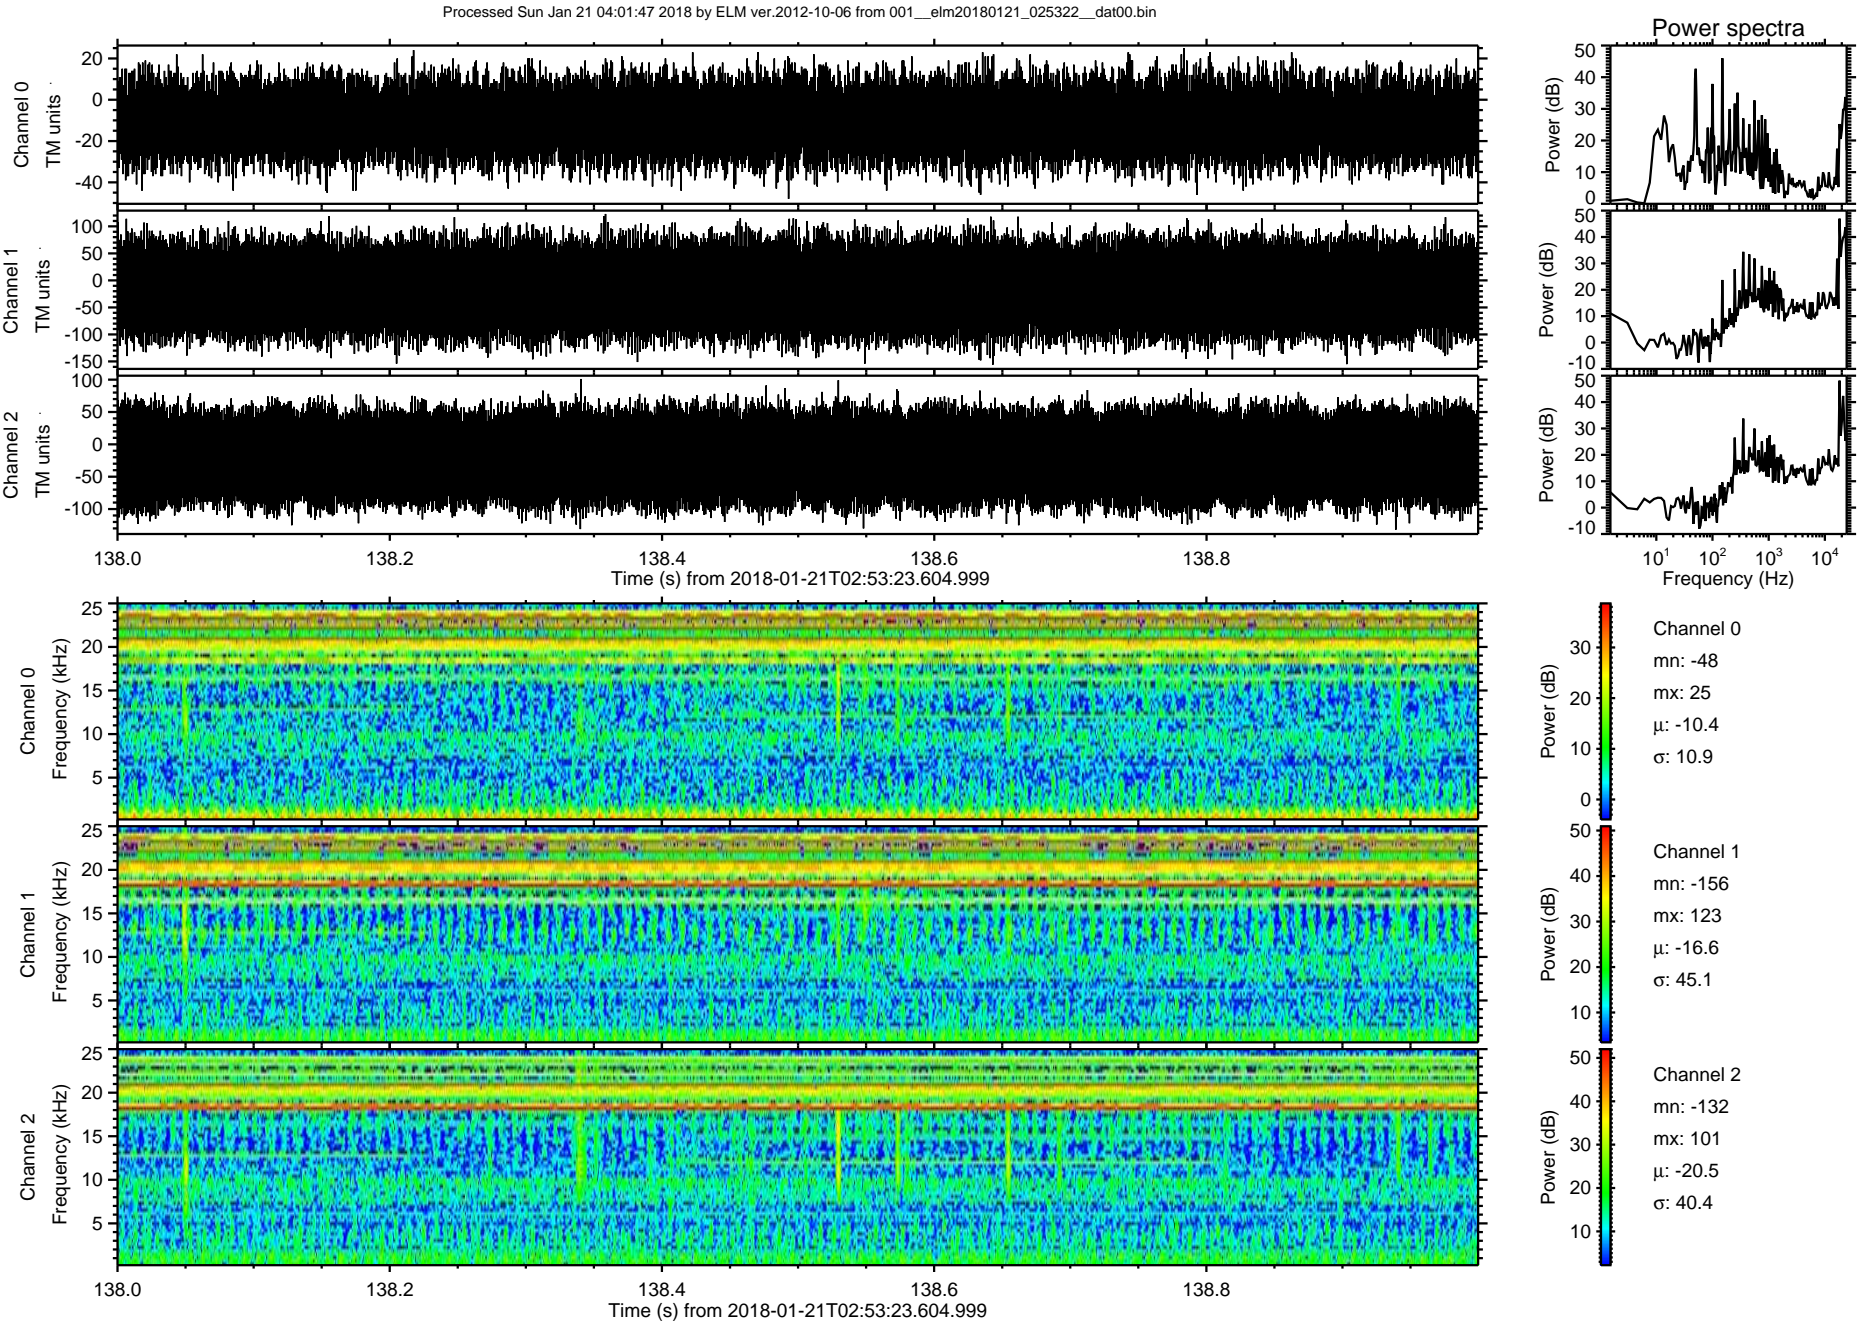 Processed Sun Jan 21 04:01:47 2018 by ELM ver.2012-10-06 from 001__elm20180121_025322__dat00.bin
Power spectra
Channel 0
TM units
20
0
-20
-40
Power (dB)
50
40
30
20
10
0
Channel 1
TM units
100
50
0
-50
-100
-150
Power (dB)
50
40
30
20
10
0
-10
Channel 2
TM units
100
50
0
-50
-100
Power (dB)
50
40
30
20
10
0
-10
138.0 138.2 138.4 138.6 138.8
Time (s) from 2018-01-21T02:53:23.604.999
10^1 10^2 10^3 10^4
Frequency (Hz)
Channel 0
Frequency (kHz)
25
20
15
10
5
Power (dB)
30
20
10
0
Channel 0
mn: -48
mx: 25
μ: -10.4
σ: 10.9
Channel 1
Frequency (kHz)
25
20
15
10
5
Power (dB)
50
40
30
20
10
Channel 1
mn: -156
mx: 123
μ: -16.6
σ: 45.1
Channel 2
Frequency (kHz)
25
20
15
10
5
Power (dB)
50
40
30
20
10
Channel 2
mn: -132
mx: 101
μ: -20.5
σ: 40.4
138.0 138.2 138.4 138.6 138.8
Time (s) from 2018-01-21T02:53:23.604.999